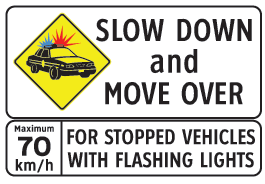 SLOW DOWN
and
MOVE OVER
Maximum
70
km/h
FOR STOPPED VEHICLES
WITH FLASHING LIGHTS